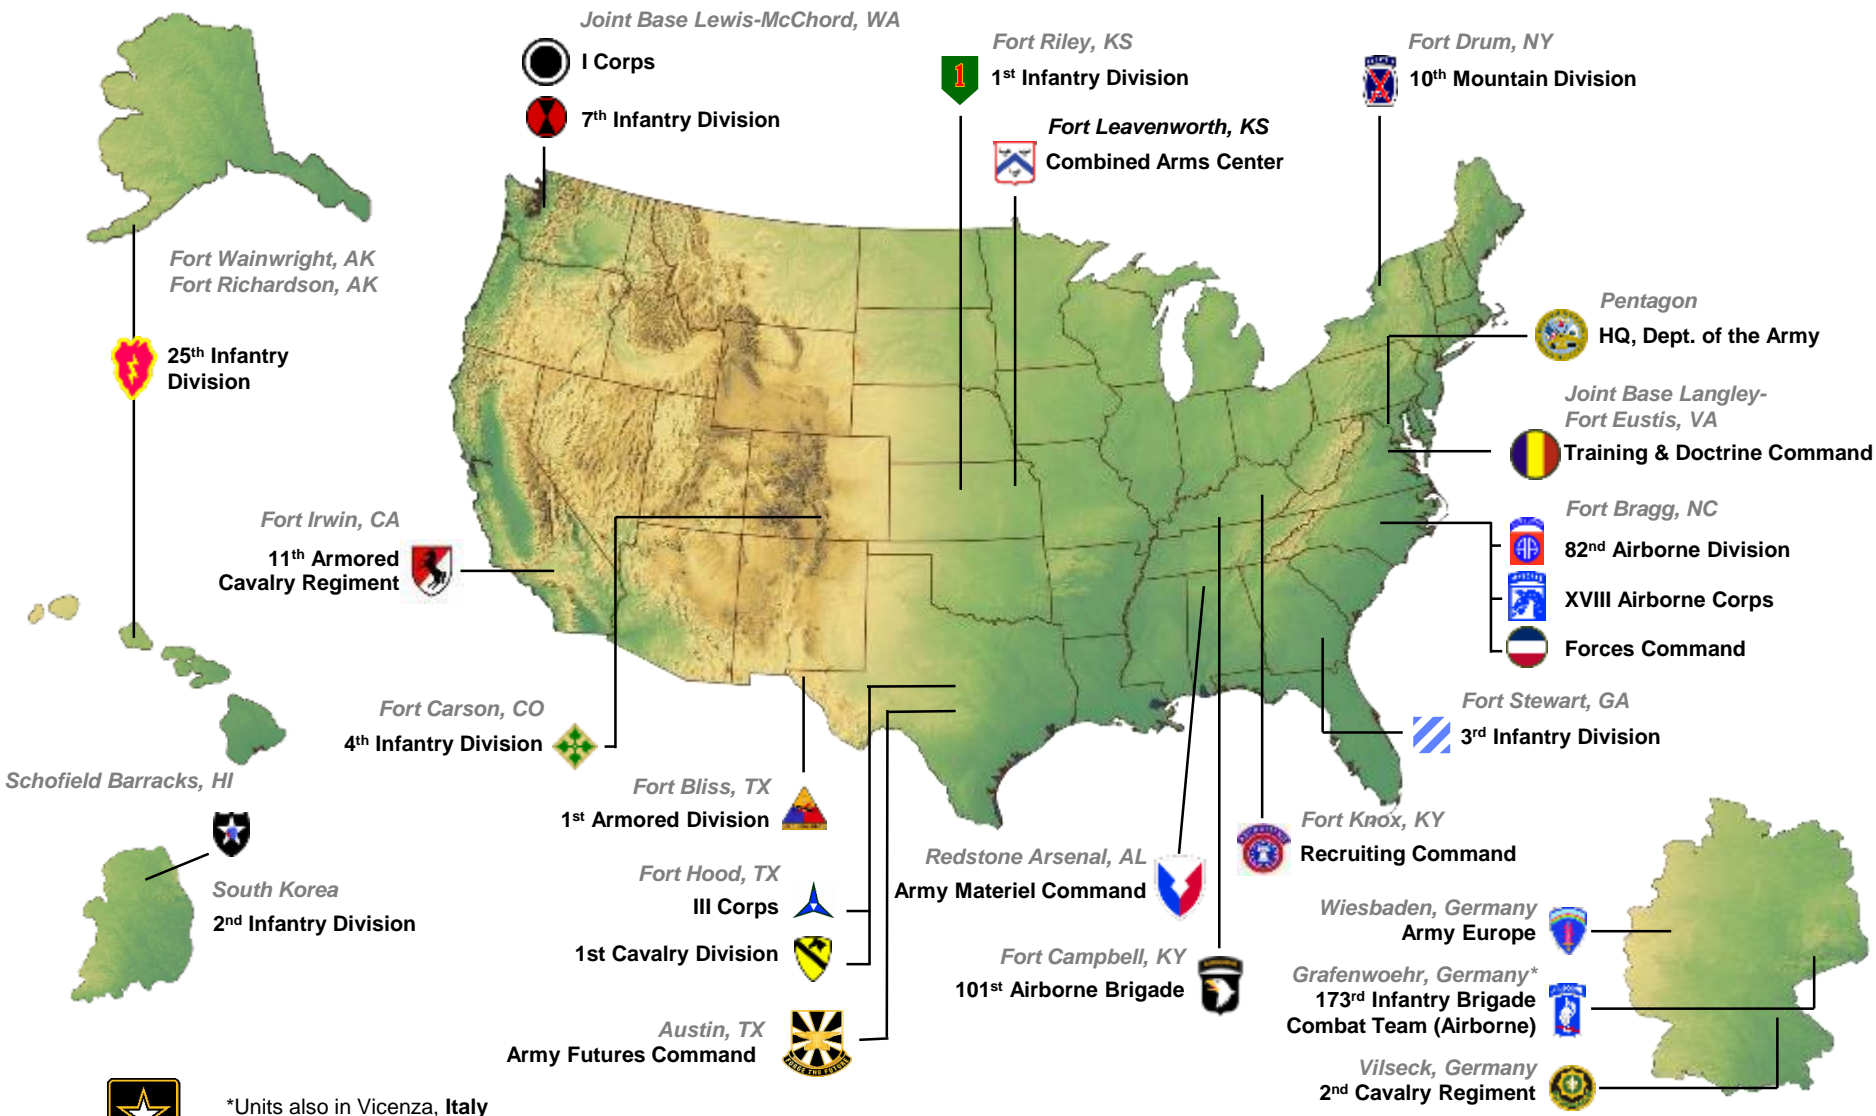 Joint Base Lewis-McChord, WA
I Corps
7th Infantry Division
Fort Riley, KS
1
1st Infantry Division
Fort Leavenworth, KS
Combined Arms Center
Fort Drum, NY
10th Mountain Division
Fort Wainwright, AK
Fort Richardson, AK
25th Infantry
Division
Pentagon
HQ, Dept. of the Army
Joint Base Langley-
Fort Eustis, VA
Training & Doctrine Command
Fort Bragg, NC
82nd Airborne Division
XVIII Airborne Corps
Forces Command
Fort Irwin, CA
11th Armored
Cavalry Regiment
Fort Stewart, GA
3rd Infantry Division
Fort Carson, CO
4th Infantry Division
Schofield Barracks, HI
Fort Bliss, TX
1st Armored Division
South Korea
2nd Infantry Division
Fort Hood, TX
III Corps
1st Cavalry Division
Austin, TX
Army Futures Command
FORGE THE FUTURE
Redstone Arsenal, AL
Army Materiel Command
Fort Knox, KY
Recruiting Command
Fort Campbell, KY
101st Airborne Brigade
Wiesbaden, Germany
Army Europe
Grafenwoehr, Germany*
173rd Infantry Brigade
Combat Team (Airborne)
Vilseck, Germany
2nd Cavalry Regiment
*Units also in Vicenza, Italy